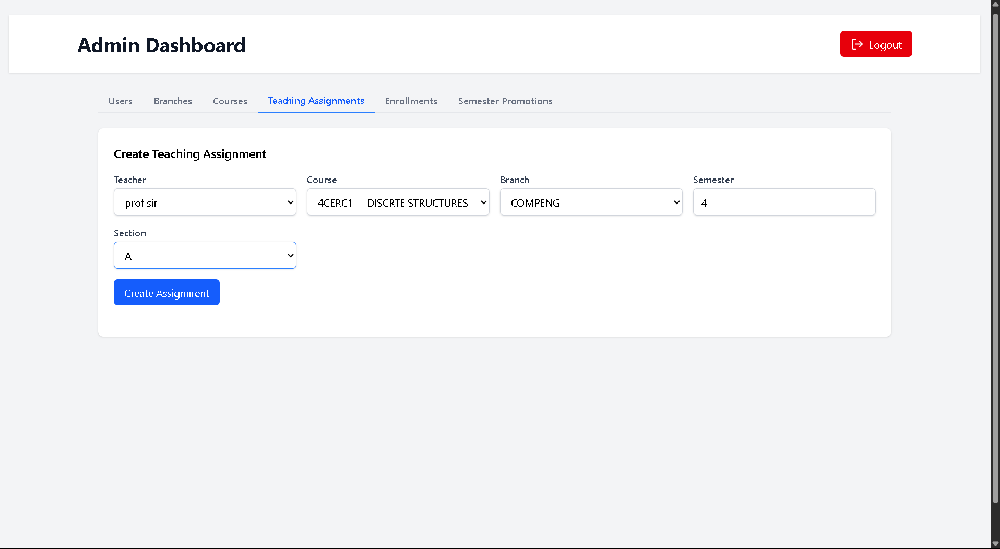 Admin Dashboard
Logout
Users Branches Courses Teaching Assignments Enrollments Semester Promotions
Create Teaching Assignment
Teacher Course Branch Semester
prof sir 4CERC1 - -DISCRTE STRUCTURES COMPENG 4
Section
A
Create Assignment